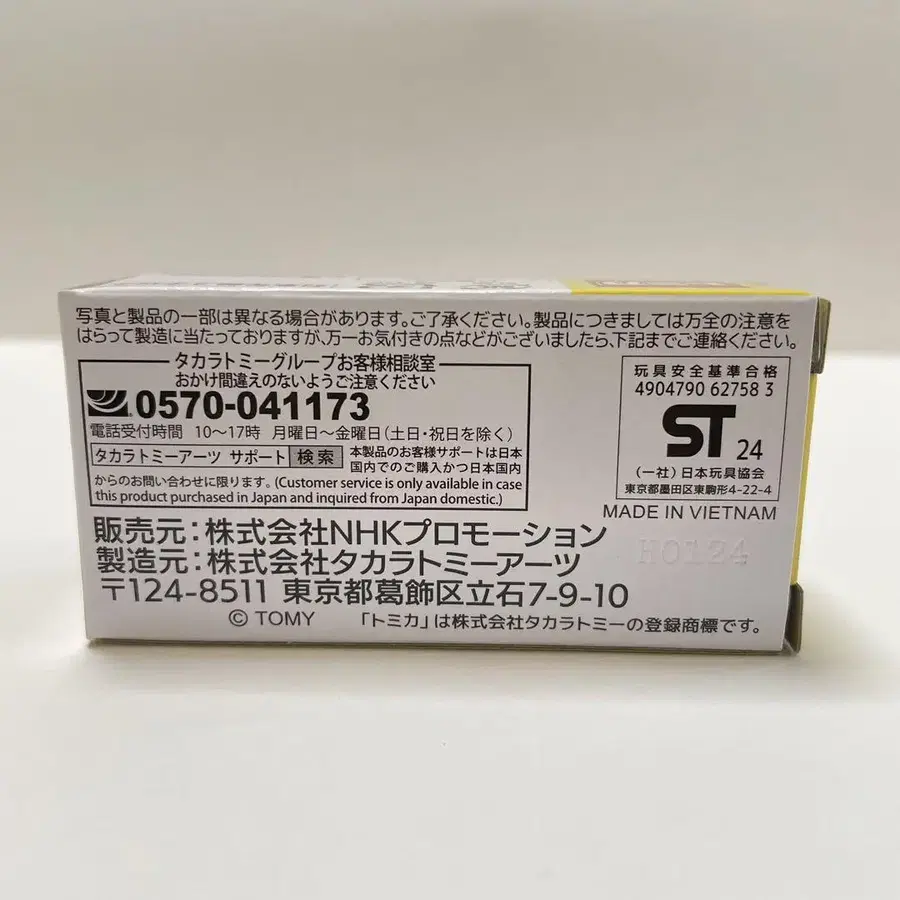 写真と製品の一部は異なる場合があります。ご了承ください。製品につきましては万全の注意を
はらって製造に当たっておりますが、万一お気付きの点などがございましたら、下記までご連絡ください。
タカラトミーグループお客様相談室
おかけ間違えのないようご注意ください
0570-041173
電話受付時間 10〜17時 月曜日〜金曜日(土日・祝日を除く)
タカラトミーアーツ サポート 検索 本製品のお客様サポートは日本
国内でのご購入かつ日本国内
からのお問い合わせに限ります。(Customer service is only available in case
this product purchased in Japan and inquired from Japan domestic.)
玩具安全基準合格
4904790 62758 3
ST 24
(一社)日本玩具協会
東京都墨田区東駒形4-22-4
MADE IN VIETNAM
販売元:株式会社NHKプロモーション
製造元:株式会社タカラトミーアーツ
〒124-8511 東京都葛飾区立石7-9-10
H0124
© TOMY 「トミカ」は株式会社タカラトミーの登録商標です。